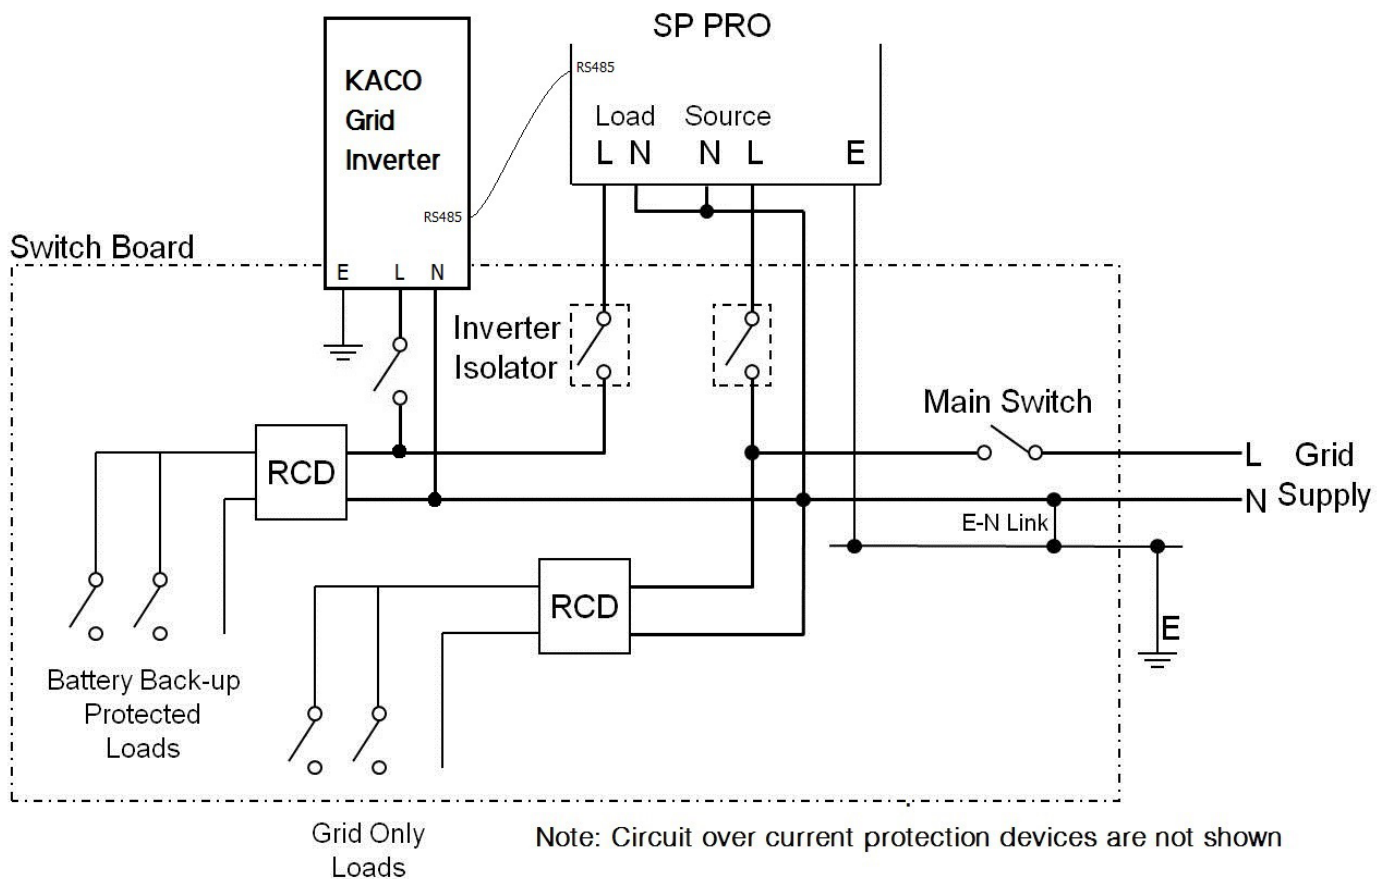 SP PRO
KACO
Grid
Inverter
RS485
RS485
Load Source
L N N L E
Switch Board
E L N
Inverter
Isolator
Main Switch
L Grid
N Supply
E-N Link
RCD
RCD
E
Battery Back-up
Protected
Loads
Grid Only
Loads
Note: Circuit over current protection devices are not shown